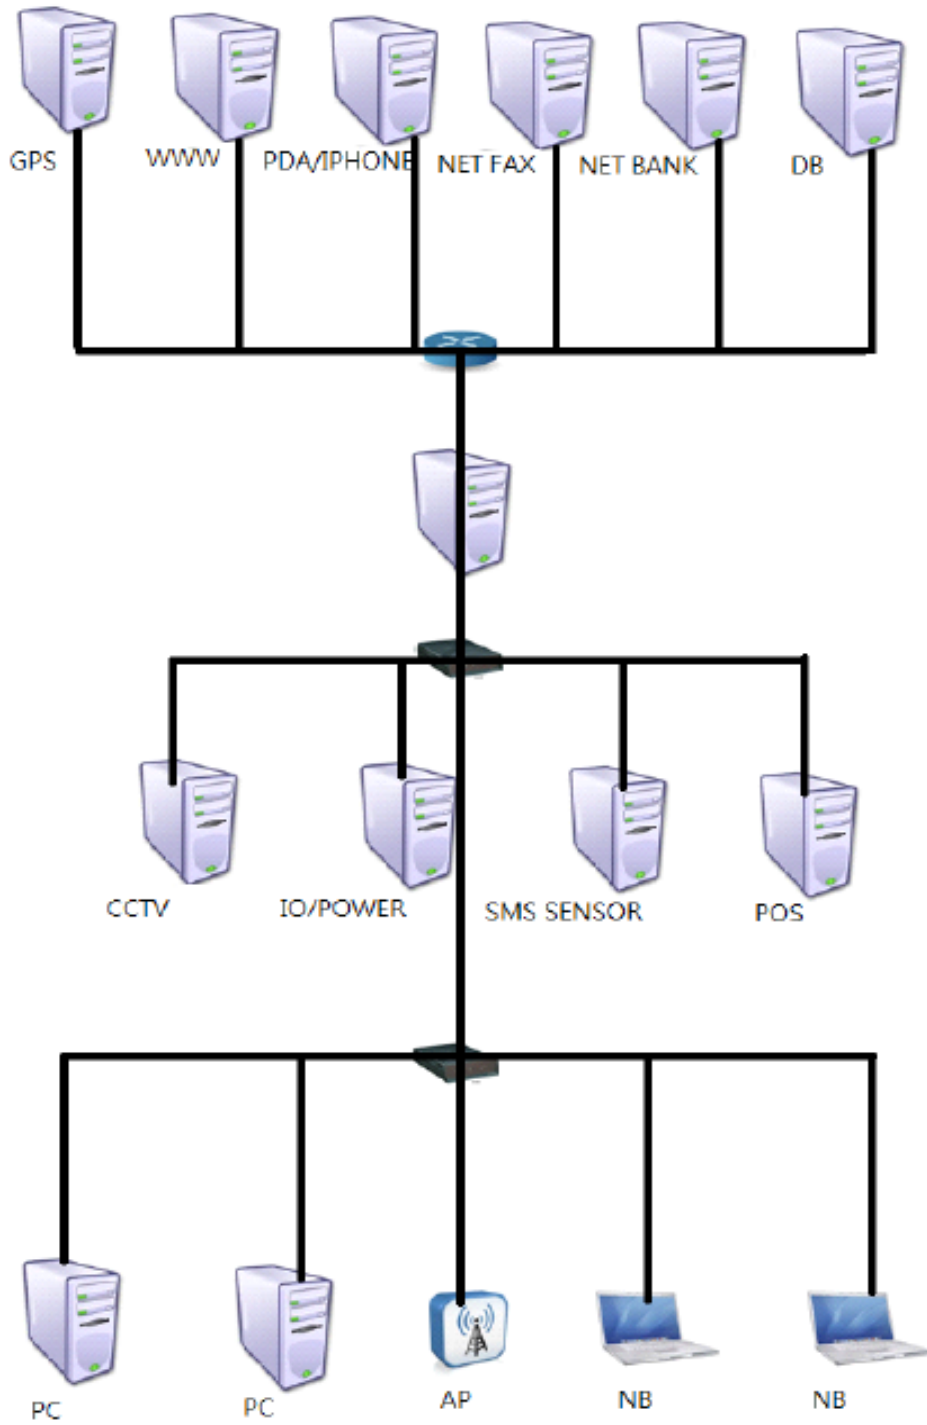 GPS
WWW
PDA/IPHONE
NET FAX
NET BANK
DB
CCTV
IO/POWER
SMS SENSOR
POS
PC
PC
AP
NB
NB